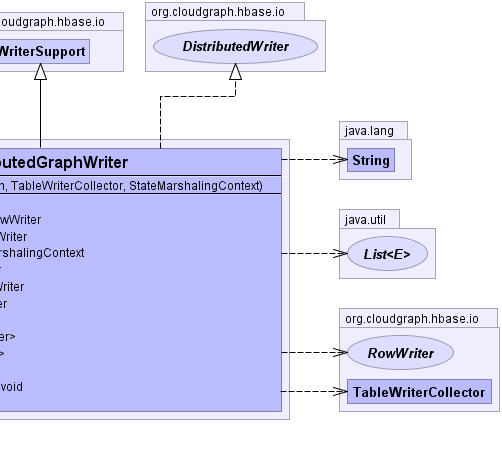 oudgraph.hbase.io
WriterSupport
org.cloudgraph.hbase.io
DistributedWriter
java.lang
String
butedGraphWriter
n, TableWriterCollector, StateMarshalingContext)
java.util
List<E>
wWriter
Writer
rshalingContext
Writer
er
er>
>
void
org.cloudgraph.hbase.io
RowWriter
TableWriterCollector